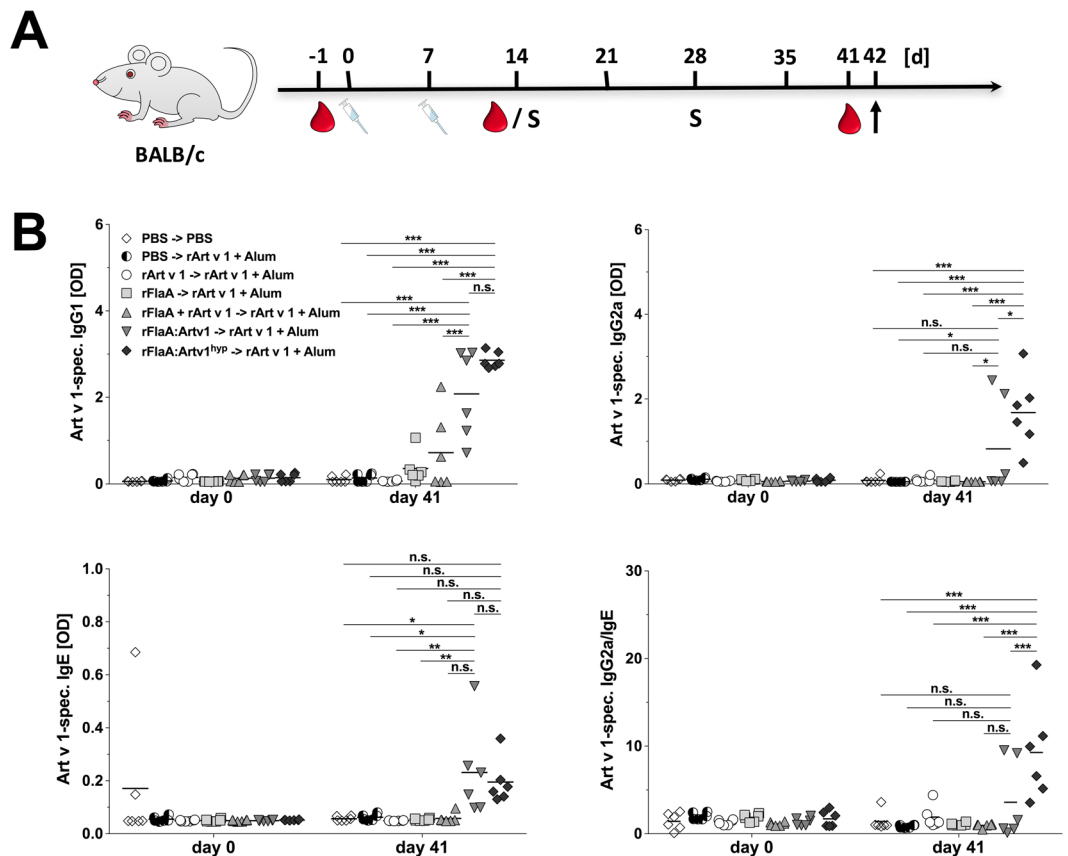 A
-1 0 7 14 21 28 35 41 42 [d]
/ S S
BALB/c
B
Art v 1-spec. IgG1 [OD]
6
4
2
0
PBS -> PBS
PBS -> rArt v 1 + Alum
rArt v 1 -> rArt v 1 + Alum
rFlaA -> rArt v 1 + Alum
rFlaA + rArt v 1 -> rArt v 1 + Alum
rFlaA:Artv1 -> rArt v 1 + Alum
rFlaA:Artv1hyp -> rArt v 1 + Alum
***
***
***
***
n.s.
***
***
***
***
day 0 day 41
Art v 1-spec. IgG2a [OD]
6
4
2
0
***
***
***
***
*
n.s.
*
n.s.
*
day 0 day 41
Art v 1-spec. IgE [OD]
1.0
0.8
0.6
0.4
0.2
0.0
n.s.
n.s.
n.s.
n.s.
n.s.
*
*
**
**
n.s.
day 0 day 41
Art v 1-spec. IgG2a/IgE
30
20
10
0
***
***
***
***
***
n.s.
n.s.
n.s.
n.s.
day 0 day 41